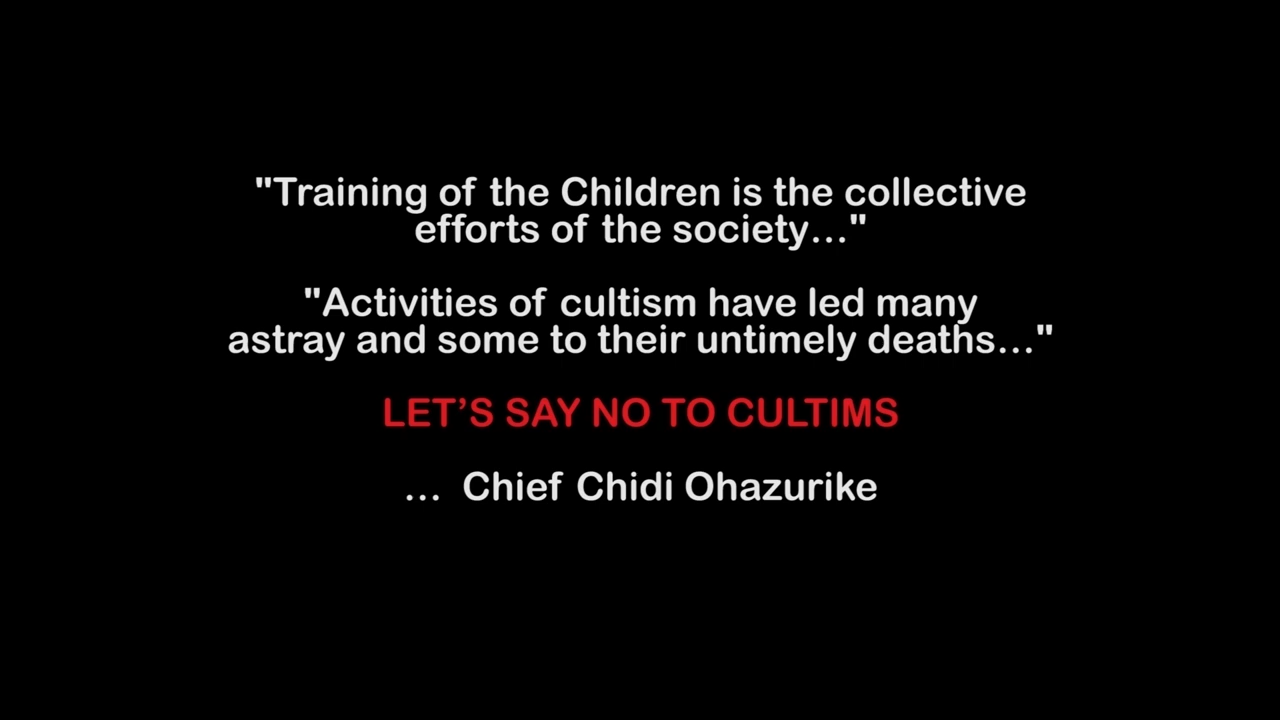 "Training of the Children is the collective
efforts of the society..."
"Activities of cultism have led many
astray and some to their untimely deaths..."
LET’S SAY NO TO CULTIMS
... Chief Chidi Ohazurike